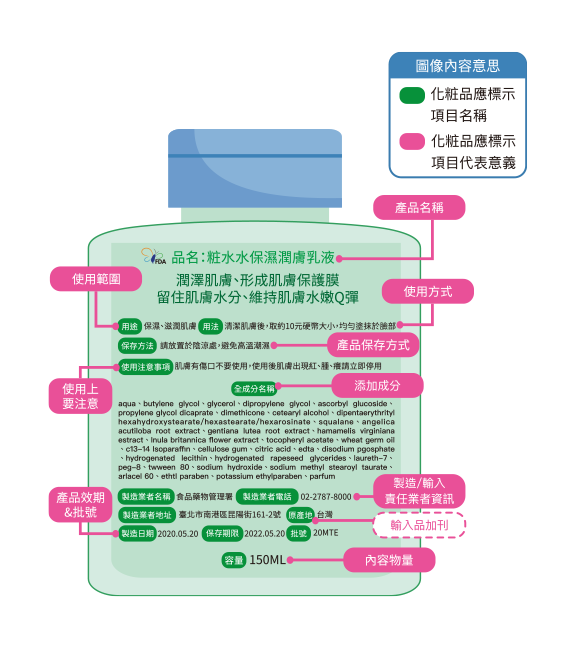 圖像內容意思
化粧品應標示
項目名稱
化粧品應標示
項目代表意義
產品名稱
FDA 品名:粧水水保濕潤膚乳液
潤澤肌膚、形成肌膚保護膜
使用範圍
留住肌膚水分、維持肌膚水嫩Q彈
使用方式
用途 保濕、滋潤肌膚 用法 清潔肌膚後,取約10元硬幣大小,均勻塗抹於臉部
保存方法 請放置於陰涼處,避免高溫潮濕
產品保存方式
使用注意事項 肌膚有傷口不要使用,使用後肌膚出現紅、腫、癢請立即停用
使用上
要注意
全成分名稱
添加成分
aqua、butylene glycol、glycerol、dipropylene glycol、ascorbyl glucoside、
propylene glycol dicaprate、dimethicone、cetearyl alcohol、dipentaerythrityl
hexahydroxystearate/hexastearate/hexarosinate、squalane、angelica
acutiloba root extract、gentiana lutea root extract、hamamelis virginiana
estract、lnula britannica flower extract、tocopheryl acetate、wheat germ oil
、c13-14 lsoparaffin、cellulose gum、citric acid、edta、disodium pgosphate
、hydrogenated lecithin、hydrogenated rapeseed glycerides、laureth-7、
peg-8、twween 80、sodium hydroxide、sodium methyl stearoyl taurate、
arlacel 60、ethtl paraben、potassium ethylparaben、parfum
製造/輸入
責任業者資訊
產品效期
&批號
製造業者名稱 食品藥物管理署 製造業者電話 02-2787-8000
製造業者地址 臺北市南港區昆陽街161-2號 原產地 台灣
輸入品加刊
製造日期 2020.05.20 保存期限 2022.05.20 批號 20MTE
容量 150ML
內容物量